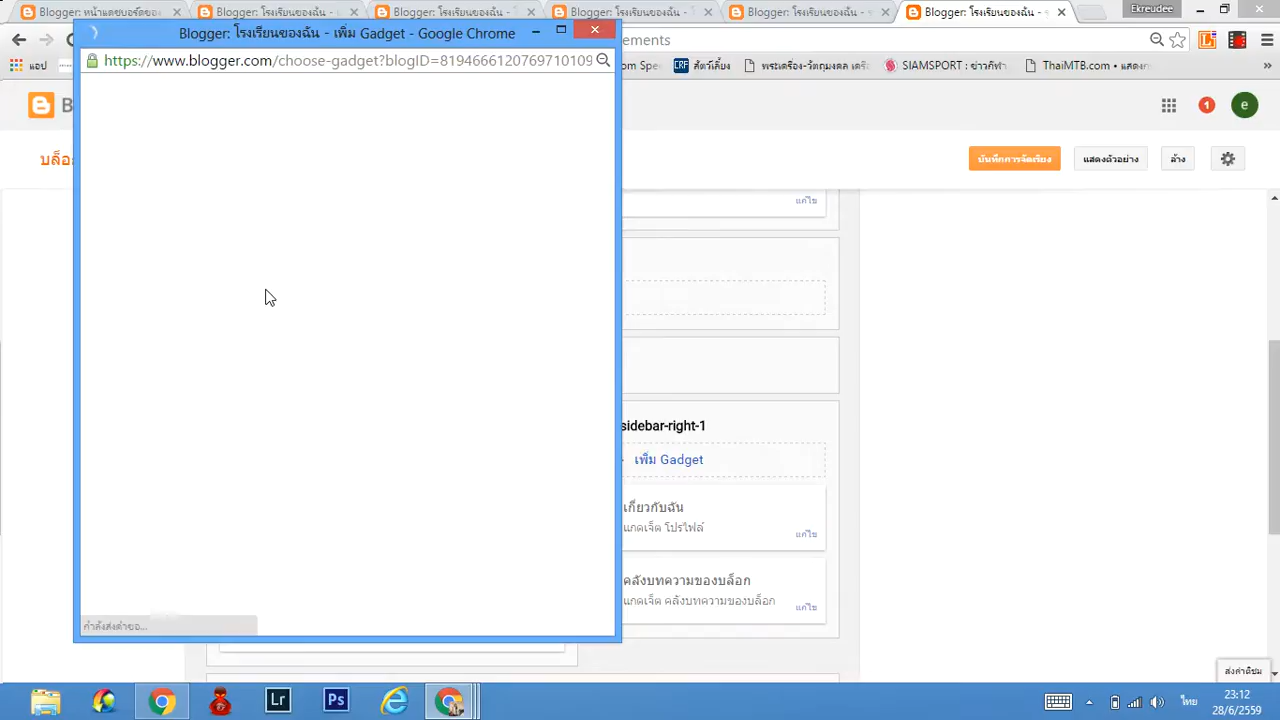 Blogger: หน้าแดชบอร์ดของ
Blogger: โรงเรียนของฉัน -
Blogger: โรงเรียนของฉัน -
Blogger: โรงเรียนของฉัน -
Blogger: โรงเรียนของฉัน -
Blogger: โรงเรียนของฉัน -
Ekreudee
Blogger: โรงเรียนของฉัน - เพิ่ม Gadget - Google Chrome
https://www.blogger.com/choose-gadget?blogID=8194666120769710109
ements
แอป
om Spe
LRF สัตว์เลี้ยง
พระเครื่อง-วัตถุมงคล
SIAMSPORT : ข่าวกีฬา
ThaiMTB.com •
B
1
e
บล็อ
บันทึกการจัดเรียง
แสดงตัวอย่าง
ล้าง
แก้ไข
sidebar-right-1
เพิ่ม Gadget
เกี่ยวกับฉัน
แกดเจ็ต โปรไฟล์
แก้ไข
คลังบทความของบล็อก
แกดเจ็ต คลังบทความของบล็อก
แก้ไข
กำลังส่งคำขอ...
ส่งคำติชม
Lr
Ps
ไทย
23:12
28/6/2559